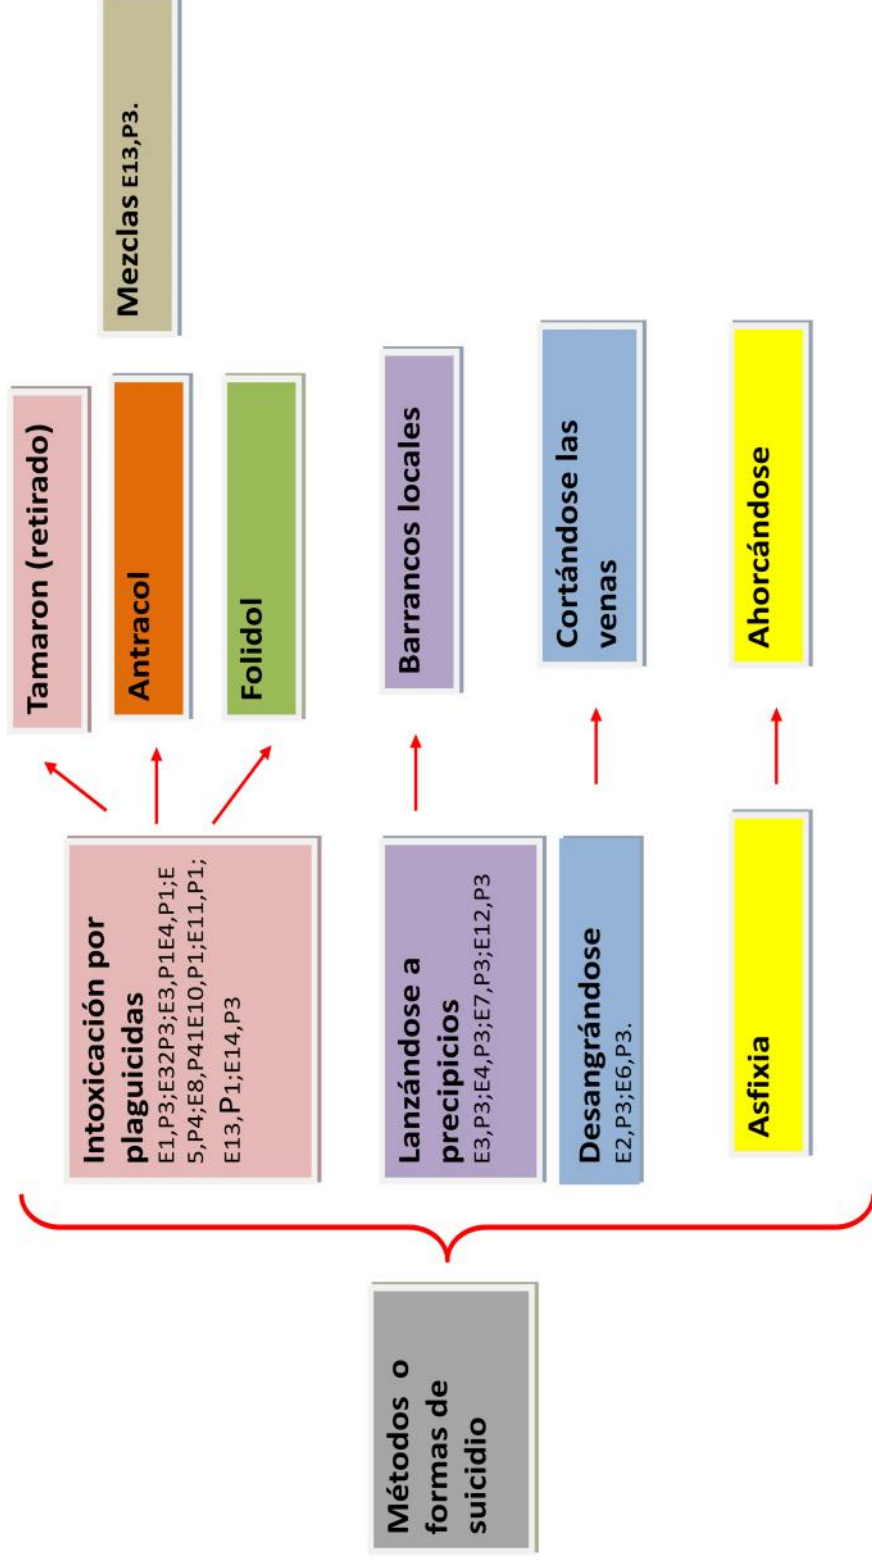 Métodos o
formas de
suicidio
Intoxicación por
plaguicidas
E1,P3;E32P3;E3,P1E4,P1;E
5,P4;E8,P41E10,P1;E11,P1;
E13,P1;E14,P3
Tamaron (retirado)
Antracol
Folidol
Mezclas E13,P3.
Lanzándose a
precipicios
E3,P3;E4,P3;E7,P3;E12,P3
Barrancos locales
Desangrándose
E2,P3;E6,P3.
Cortándose las
venas
Asfixia
Ahorcándose